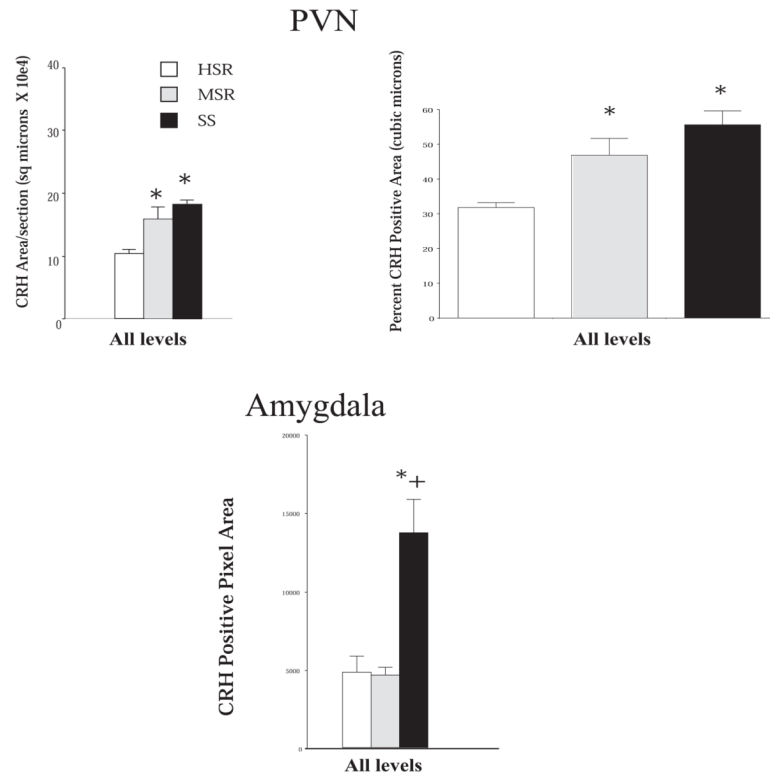 PVN
CRH Area/section (sq microns X 10e4)
40
30
20
10
0
HSR
MSR
SS
*
*
All levels
Percent CRH Positive Area (cubic microns)
60
50
40
30
20
10
0
*
*
All levels
Amygdala
CRH Positive Pixel Area
20000
15000
10000
5000
0
*+
All levels